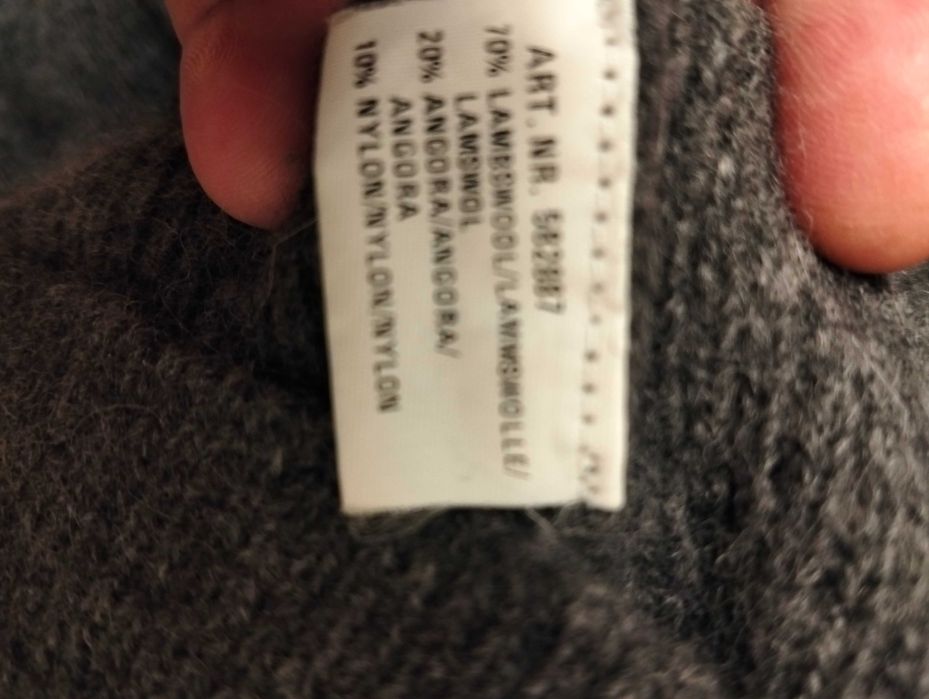 ART.NR. 582887
70% LAMBSWOOL/LAMMSWOLLE/
LAMSWOL
20% ANGORA/ANGORA/
ANGORA
10% NYLON/NYLON/NYLON